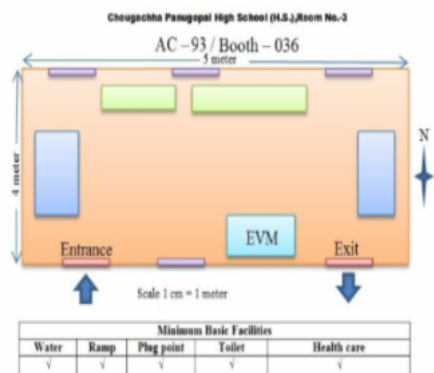 Chougachha Panugopal High School (H.S.),Room No.-3
AC – 93 / Booth – 036
5 meter
4 meter
N
EVM
Entrance
Exit
Scale 1 cm = 1 meter
Minimum Basic Facilities
Water Ramp Plug point Toilet Health care
√ √ √ √ √